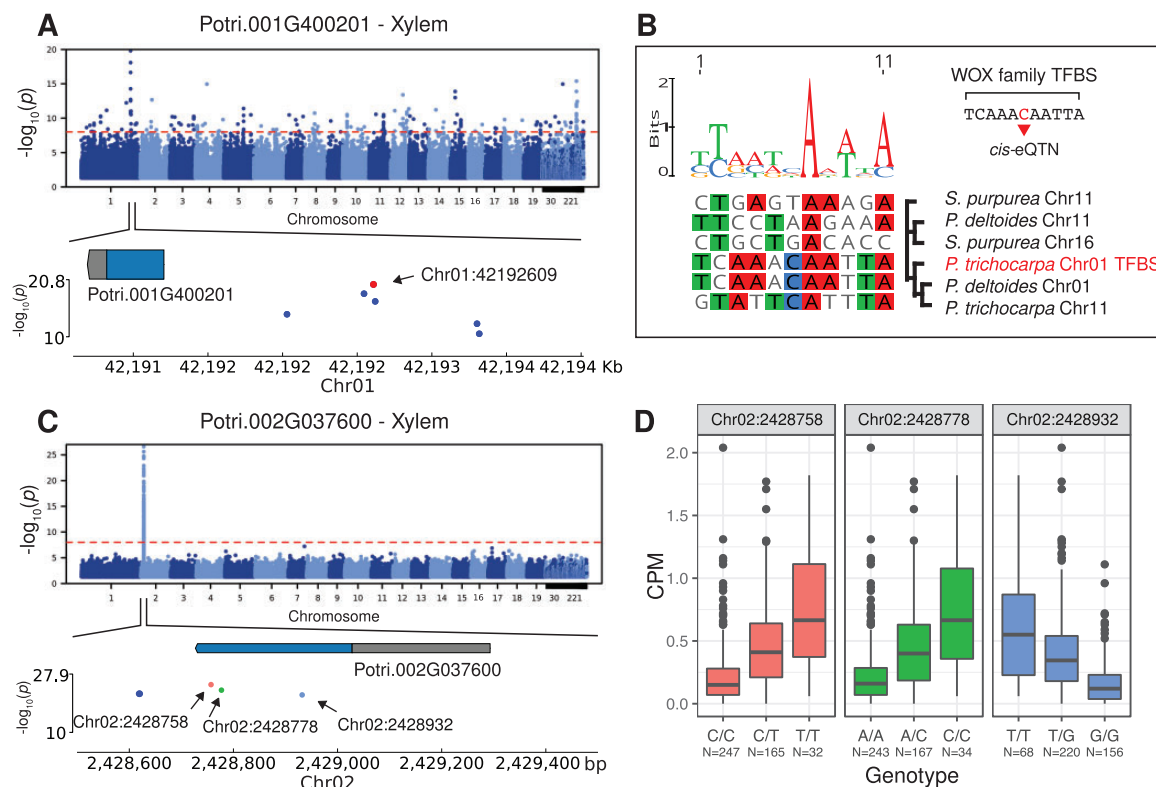 A
Potri.001G400201 - Xylem
-log10(p)
20
15
10
5
0
1 2 3 4 5 6 7 8 9 10 11 12 13 14 15 16 17 18 19 30 221
Chromosome
Potri.001G400201
Chr01:42192609
-log10(p)
20.8
10
42,191 42,192 42,192 42,192 42,193 42,194 42,194 Kb
Chr01
B
1 11
Bits
2
1
0
WOX family TFBS
TCAAACAATTA
cis-eQTN
CTGAGTAAAGA S. purpurea Chr11
TTCCTAAGAAA P. deltoides Chr11
CTGCTGACACC S. purpurea Chr16
TCAAACAATTA P. trichocarpa Chr01 TFBS
TCAAACAATTA P. deltoides Chr01
GTATTCATTTA P. trichocarpa Chr11
C
Potri.002G037600 - Xylem
-log10(p)
25
20
15
10
5
0
1 2 3 4 5 6 7 8 9 10 11 12 13 14 15 16 17 18 19 30 221
Chromosome
Potri.002G037600
-log10(p)
27.9
10
Chr02:2428758
Chr02:2428778
Chr02:2428932
2,428,600 2,428,800 2,429,000 2,429,200 2,429,400 bp
Chr02
D
Chr02:2428758 Chr02:2428778 Chr02:2428932
CPM
2.0
1.5
1.0
0.5
0.0
C/C C/T T/T A/A A/C C/C T/T T/G G/G
N=247 N=165 N=32 N=243 N=167 N=34 N=68 N=220 N=156
Genotype